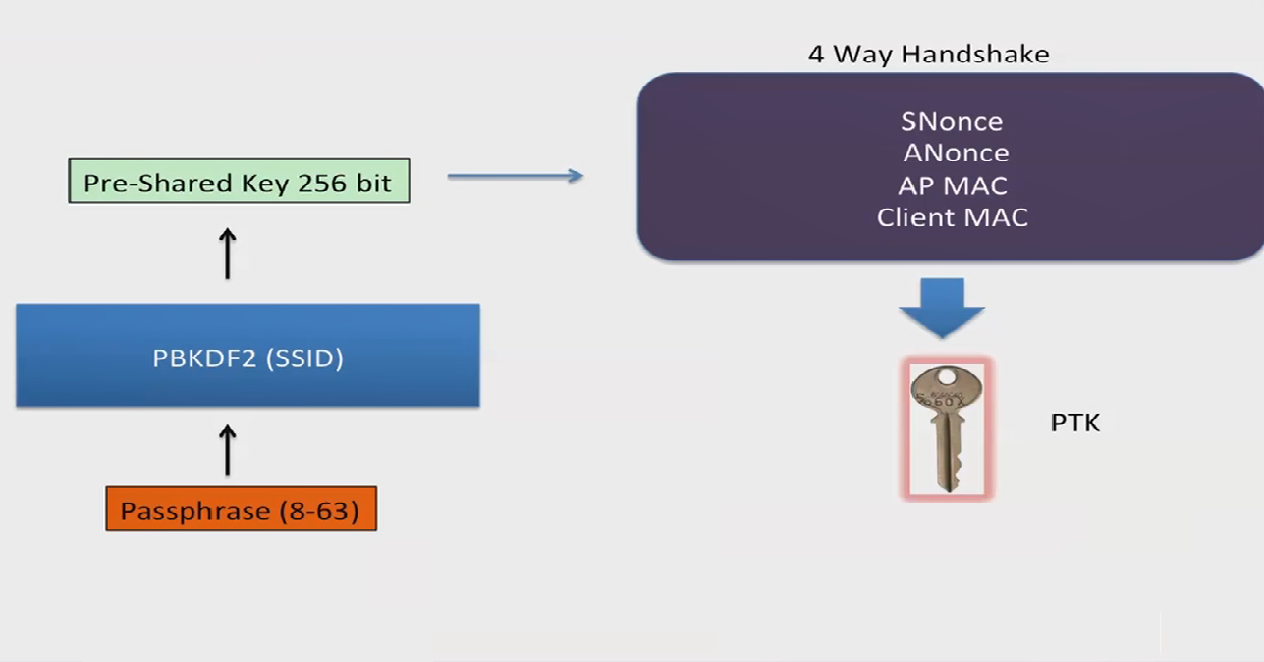 4 Way Handshake
SNonce
ANonce
AP MAC
Client MAC
Pre-Shared Key 256 bit
PBKDF2 (SSID)
Passphrase (8-63)
PTK